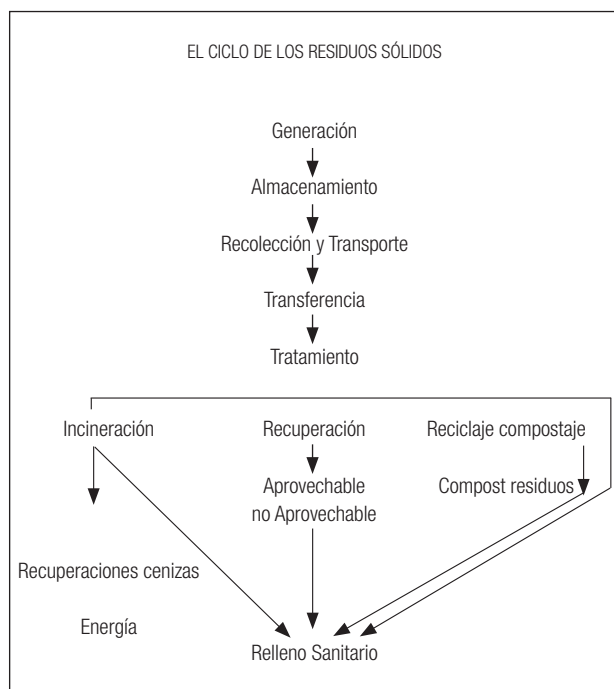 EL CICLO DE LOS RESIDUOS SÓLIDOS
Generación
Almacenamiento
Recolección y Transporte
Transferencia
Tratamiento
Incineración
Recuperación
Reciclaje compostaje
Aprovechable
no Aprovechable
Compost residuos
Recuperaciones cenizas
Energía
Relleno Sanitario